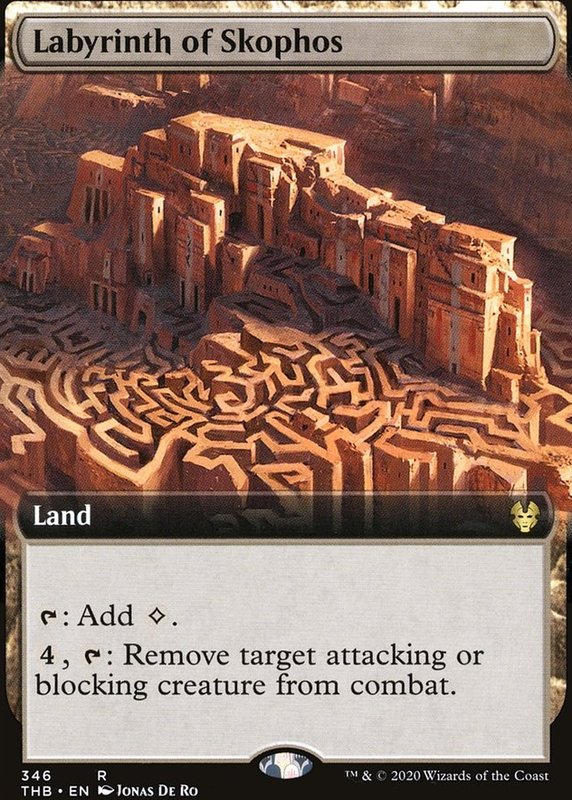 Labyrinth of Skophos
Land
: Add .
4, : Remove target attacking or
blocking creature from combat.
346 R
THB • EN Jonas De Ro
™ & © 2020 Wizards of the Coast